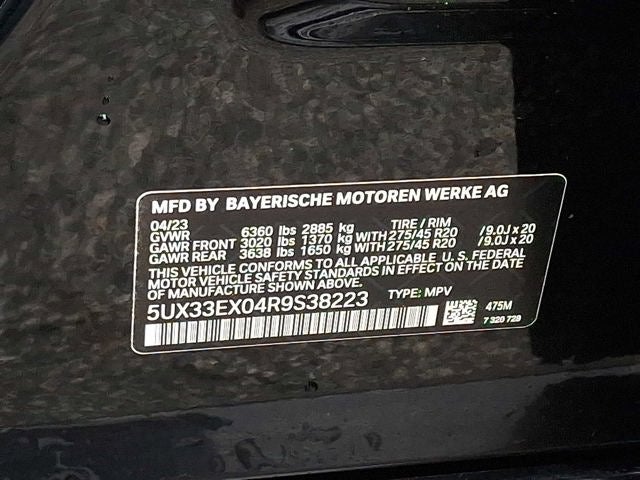 MFD BY BAYERISCHE MOTOREN WERKE AG
04/23 TIRE/RIM
GVWR 6360 lbs 2885 kg
GAWR FRONT 3020 lbs 1370 kg WITH 275/45 R20 /9.0J x 20
GAWR REAR 3638 lbs 1650 kg WITH 275/45 R20 /9.0J x 20
THIS VEHICLE CONFORMS TO ALL APPLICABLE U.S. FEDERAL
MOTOR VEHICLE SAFETY STANDARDS IN EFFECT ON THE DATE
OF MANUFACTURE SHOWN ABOVE.
5UX33EX04R9S38223 TYPE: MPV
475M
7 320 729